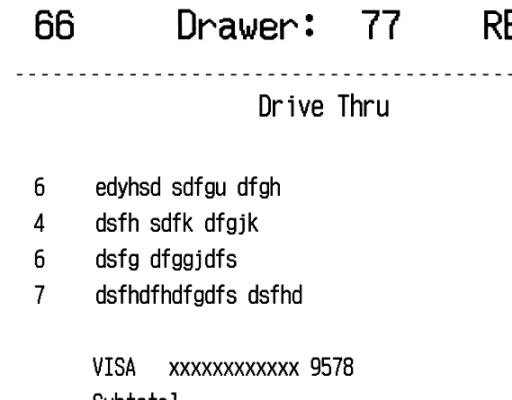 66 Drawer: 77 RE
Drive Thru
6 edyhsd sdfgu dfgh
4 dsfh sdfk dfgjk
6 dsfg dfggjdfs
7 dsfhdfhdfgdfs dsfhd
VISA xxxxxxxxxxxx 9578
Subtotal